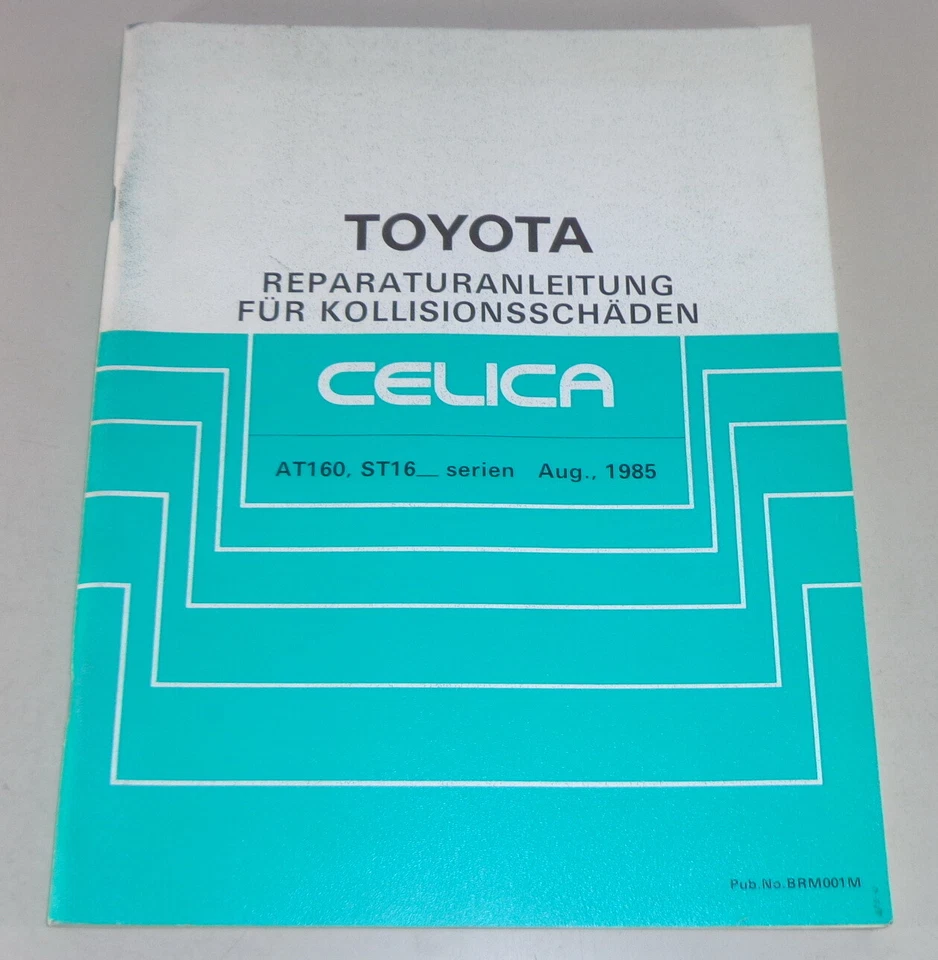 TOYOTA
REPARATURANLEITUNG
FÜR KOLLISIONSSCHÄDEN
CELICA
AT160, ST16__ serien Aug., 1985
Pub.No.BRM001M